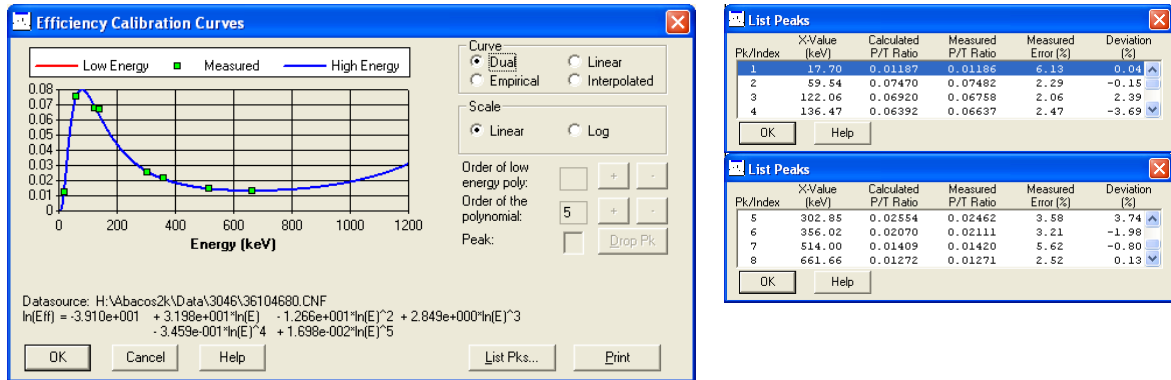 Efficiency Calibration Curves
Low Energy Measured High Energy
0.08
0.07
0.06
0.05
0.04
0.03
0.02
0.01
0
0 200 400 600 800 1000 1200
Energy (keV)
Curve
Dual Linear
Empirical Interpolated
Scale
Linear Log
Order of low
energy poly: + -
Order of the
polynomial: 5 + -
Peak: Drop Pk
Datasource: H:\Abacos2k\Data\3046\36104680.CNF
ln(Eff) = -3.910e+001 + 3.198e+001*ln(E) - 1.266e+001*ln(E)^2 + 2.849e+000*ln(E)^3
- 3.459e-001*ln(E)^4 + 1.698e-002*ln(E)^5
OK Cancel Help List Pks... Print
List Peaks
X-Value Calculated Measured Measured Deviation
Pk/Index (keV) P/T Ratio P/T Ratio Error (%) (%)
1 17.70 0.01187 0.01186 6.13 0.04
2 59.54 0.07470 0.07482 2.29 -0.15
3 122.06 0.06920 0.06758 2.06 2.39
4 136.47 0.06392 0.06637 2.47 -3.69
OK Help
List Peaks
X-Value Calculated Measured Measured Deviation
Pk/Index (keV) P/T Ratio P/T Ratio Error (%) (%)
5 302.85 0.02554 0.02462 3.58 3.74
6 356.02 0.02070 0.02111 3.21 -1.98
7 514.00 0.01409 0.01420 5.62 -0.80
8 661.66 0.01272 0.01271 2.52 0.13
OK Help